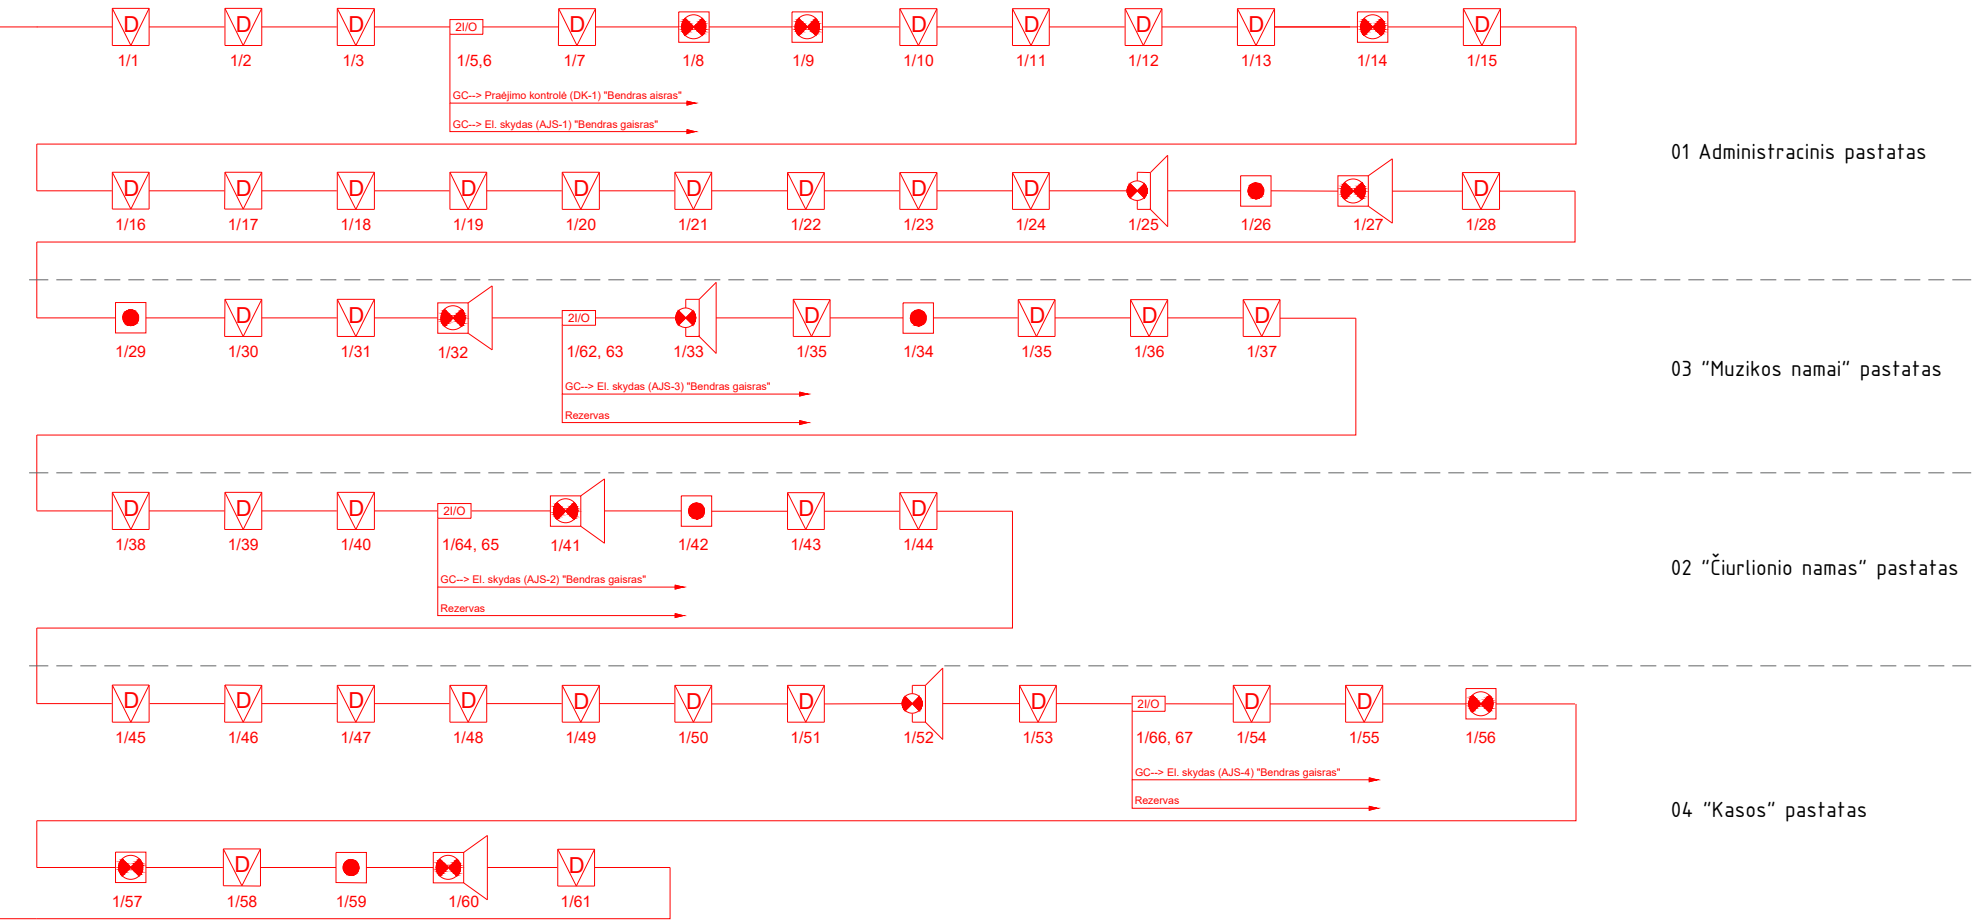 D D D 2I/O D D D D D D
1/1 1/2 1/3 1/5,6 1/7 1/8 1/9 1/10 1/11 1/12 1/13 1/14 1/15
GC--> Praėjimo kontrolė (DK-1) "Bendras aisras"
GC--> El. skydas (AJS-1) "Bendras gaisras"
01 Administracinis pastatas
D D D D D D D D D D
1/16 1/17 1/18 1/19 1/20 1/21 1/22 1/23 1/24 1/25 1/26 1/27 1/28
D D 2I/O D D D D
1/29 1/30 1/31 1/32 1/62, 63 1/33 1/35 1/34 1/35 1/36 1/37
03 "Muzikos namai" pastatas
GC--> El. skydas (AJS-3) "Bendras gaisras"
Rezervas
D D D 2I/O D D
1/38 1/39 1/40 1/64, 65 1/41 1/42 1/43 1/44
02 "Čiurlionio namas" pastatas
GC--> El. skydas (AJS-2) "Bendras gaisras"
Rezervas
D D D D D D D D 2I/O D D
1/45 1/46 1/47 1/48 1/49 1/50 1/51 1/52 1/53 1/66, 67 1/54 1/55 1/56
GC--> El. skydas (AJS-4) "Bendras gaisras"
Rezervas
04 "Kasos" pastatas
D D
1/57 1/58 1/59 1/60 1/61